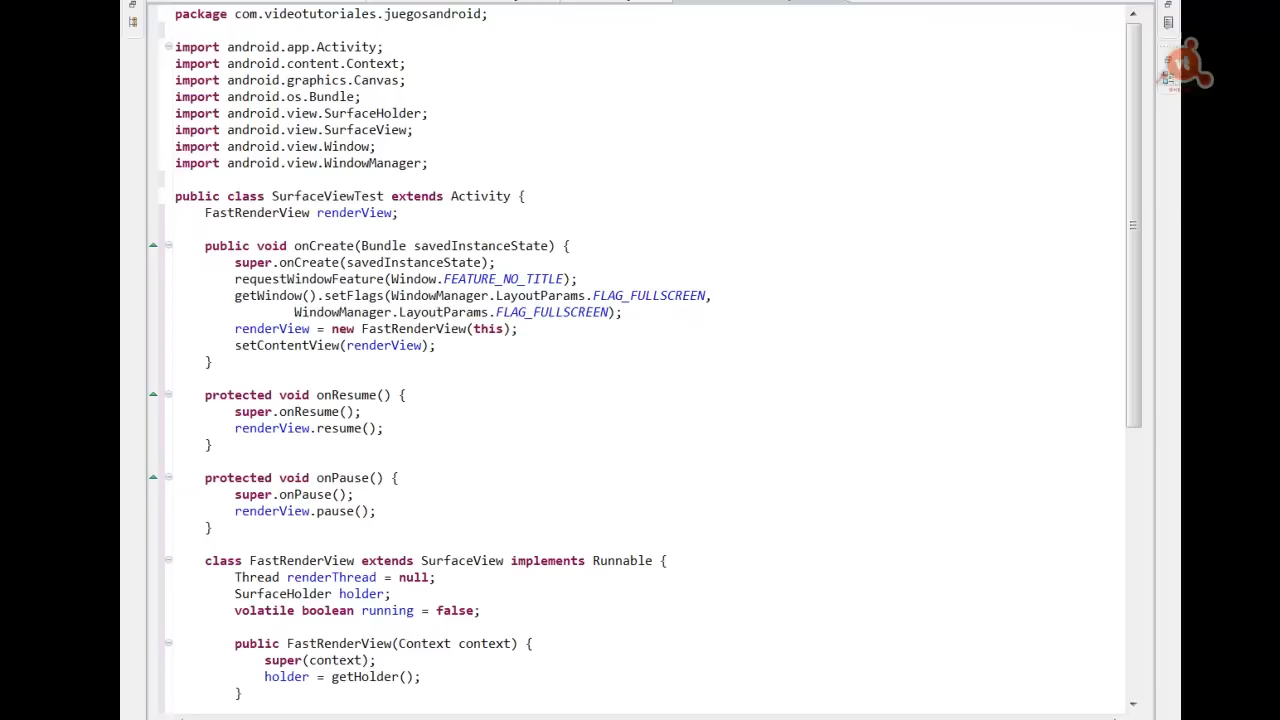 package com.videotutoriales.juegosandroid;
import android.app.Activity;
import android.content.Context;
import android.graphics.Canvas;
import android.os.Bundle;
import android.view.SurfaceHolder;
import android.view.SurfaceView;
import android.view.Window;
import android.view.WindowManager;
public class SurfaceViewTest extends Activity {
FastRenderView renderView;
public void onCreate(Bundle savedInstanceState) {
super.onCreate(savedInstanceState);
requestWindowFeature(Window.FEATURE_NO_TITLE);
getWindow().setFlags(WindowManager.LayoutParams.FLAG_FULLSCREEN,
WindowManager.LayoutParams.FLAG_FULLSCREEN);
renderView = new FastRenderView(this);
setContentView(renderView);
}
protected void onResume() {
super.onResume();
renderView.resume();
}
protected void onPause() {
super.onPause();
renderView.pause();
}
class FastRenderView extends SurfaceView implements Runnable {
Thread renderThread = null;
SurfaceHolder holder;
volatile boolean running = false;
public FastRenderView(Context context) {
super(context);
holder = getHolder();
}
vt